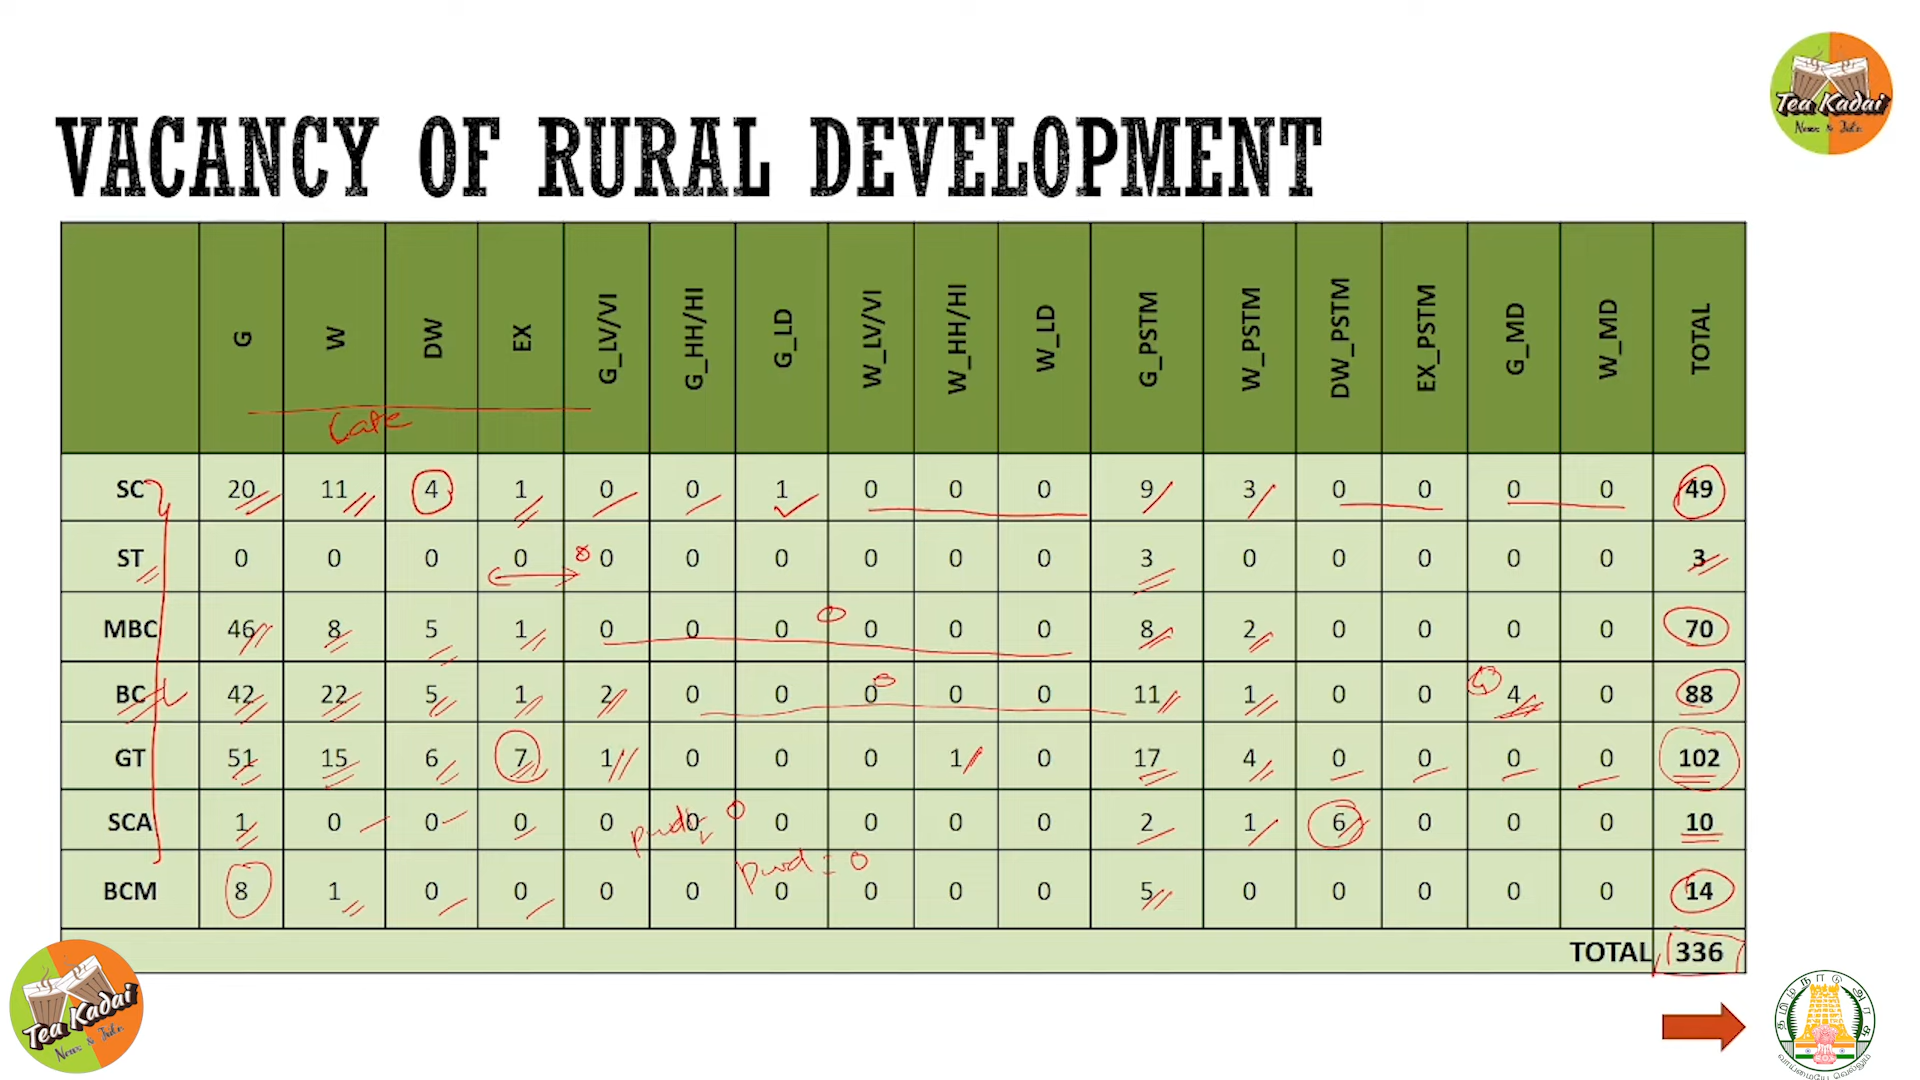 Tea Kadai
News & Jobs
VACANCY OF RURAL DEVELOPMENT
G W DW EX G_LV/VI G_HH/HI G_LD W_LV/VI W_HH/HI W_LD G_PSTM W_PSTM DW_PSTM EX_PSTM G_MD W_MD TOTAL
SC 20 11 4 1 0 0 1 0 0 0 9 3 0 0 0 0 49
ST 0 0 0 0 0 0 0 0 0 0 3 0 0 0 0 0 3
MBC 46 8 5 1 0 0 0 0 0 0 8 2 0 0 0 0 70
BC 42 22 5 1 2 0 0 0 0 0 11 1 0 0 4 0 88
GT 51 15 6 7 1 0 0 0 1 0 17 4 0 0 0 0 102
SCA 1 0 0 0 0 0 0 0 0 0 2 1 6 0 0 0 10
pwd = 0
BCM 8 1 0 0 0 0 0 0 0 0 5 0 0 0 0 0 14
TOTAL 336
Tea Kadai
News & Jobs
தமிழ்நாடு அரசு
வாய்மையே வெல்லும்